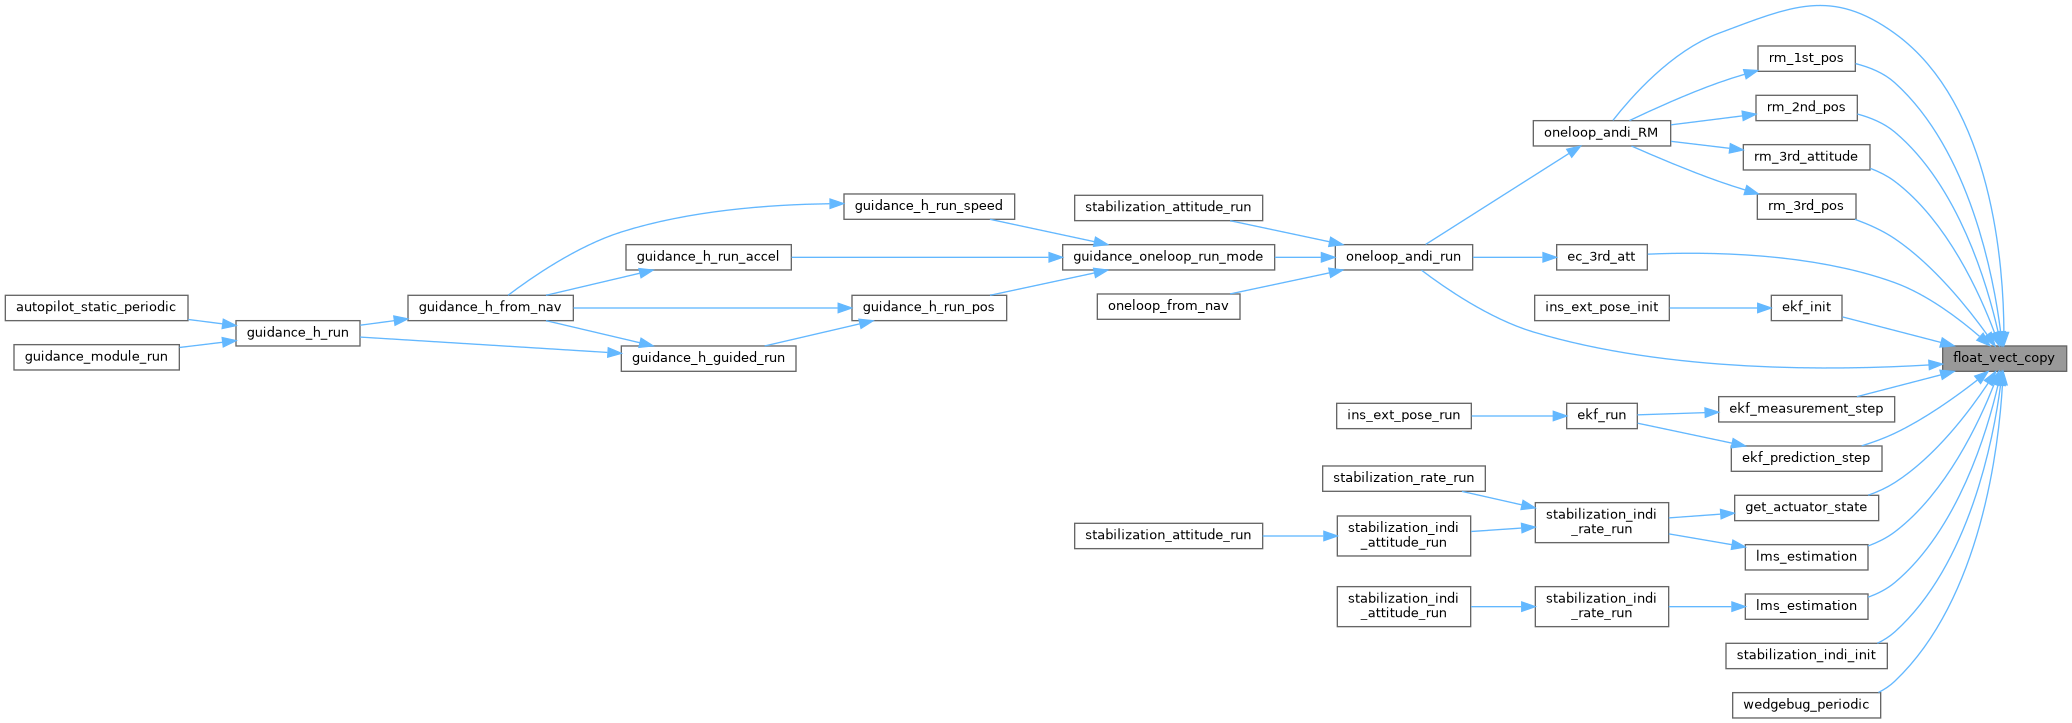 rm_1st_pos
rm_2nd_pos
oneloop_andi_RM
rm_3rd_attitude
rm_3rd_pos
guidance_h_run_speed
stabilization_attitude_run
guidance_h_run_accel
guidance_oneloop_run_mode
oneloop_andi_run
ec_3rd_att
autopilot_static_periodic
guidance_h_from_nav
guidance_h_run_pos
oneloop_from_nav
ins_ext_pose_init
ekf_init
guidance_h_run
guidance_module_run
guidance_h_guided_run
float_vect_copy
ins_ext_pose_run
ekf_run
ekf_measurement_step
ekf_prediction_step
stabilization_rate_run
get_actuator_state
stabilization_attitude_run
stabilization_indi
_attitude_run
stabilization_indi
_rate_run
lms_estimation
stabilization_indi
_attitude_run
stabilization_indi
_rate_run
lms_estimation
stabilization_indi_init
wedgebug_periodic